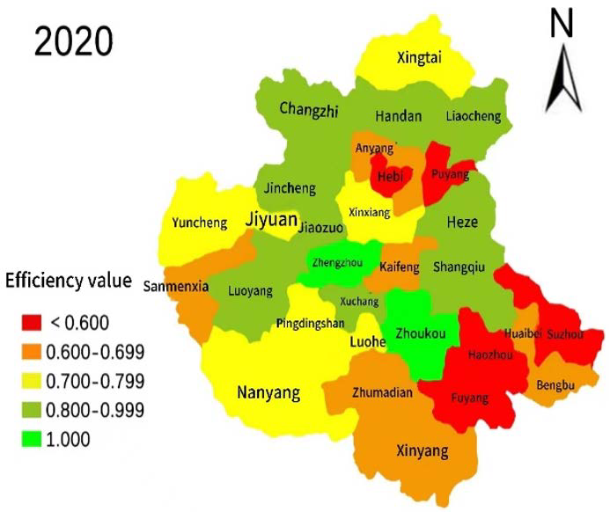 2020
N
Xingtai
Changzhi
Handan
Liaocheng
Anyang
Hebi
Puyang
Jincheng
Yuncheng
Jiyuan
Jiaozuo
Xinxiang
Heze
Zhengzhou
Kaifeng
Shangqiu
Sanmenxia
Luoyang
Xuchang
Pingdingshan
Luohe
Zhoukou
Huaibei
Suzhou
Haozhou
Bengbu
Nanyang
Zhumadian
Fuyang
Xinyang
Efficiency value
< 0.600
0.600-0.699
0.700-0.799
0.800-0.999
1.000